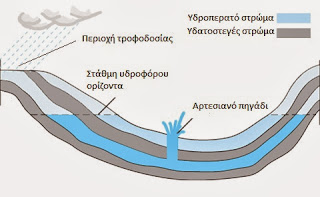 Υδροπερατό στρώμα
Υδατοστεγές στρώμα
Περιοχή τροφοδοσίας
Στάθμη υδροφόρου
ορίζοντα
Αρτεσιανό πηγάδι